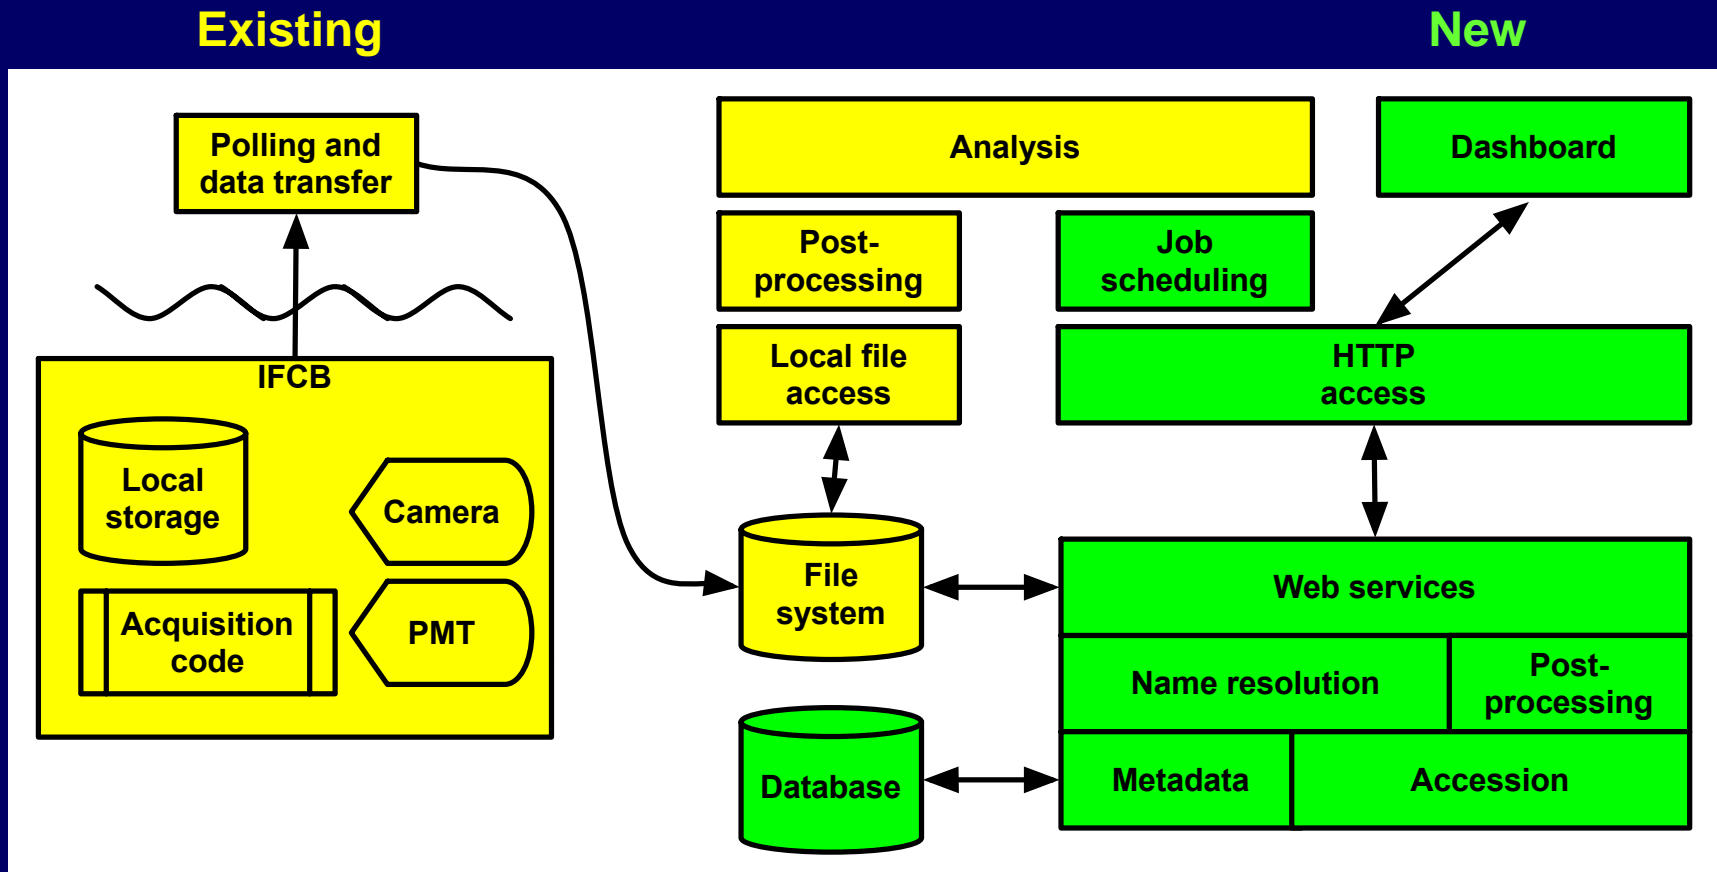 Existing
New
Polling and
data transfer
Analysis
Dashboard
Post-
processing
Job
scheduling
Local file
access
HTTP
access
IFCB
Local
storage
Camera
Acquisition
code
PMT
File
system
Web services
Name resolution
Post-
processing
Database
Metadata
Accession